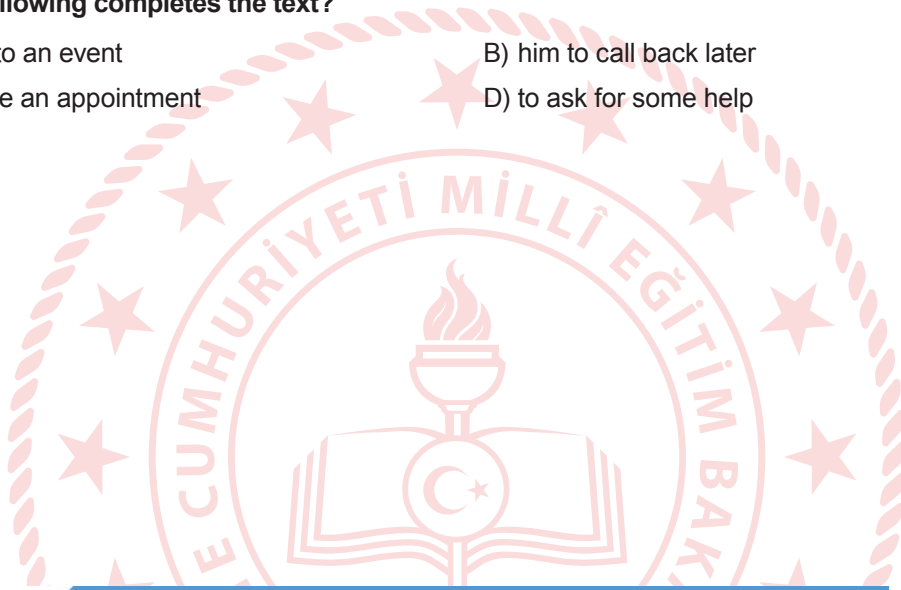 llowing completes the text?
to an event
B) him to call back later
e an appointment
D) to ask for some help
E CUMHURİYETİ MİLLÎ EĞİTİM BAK